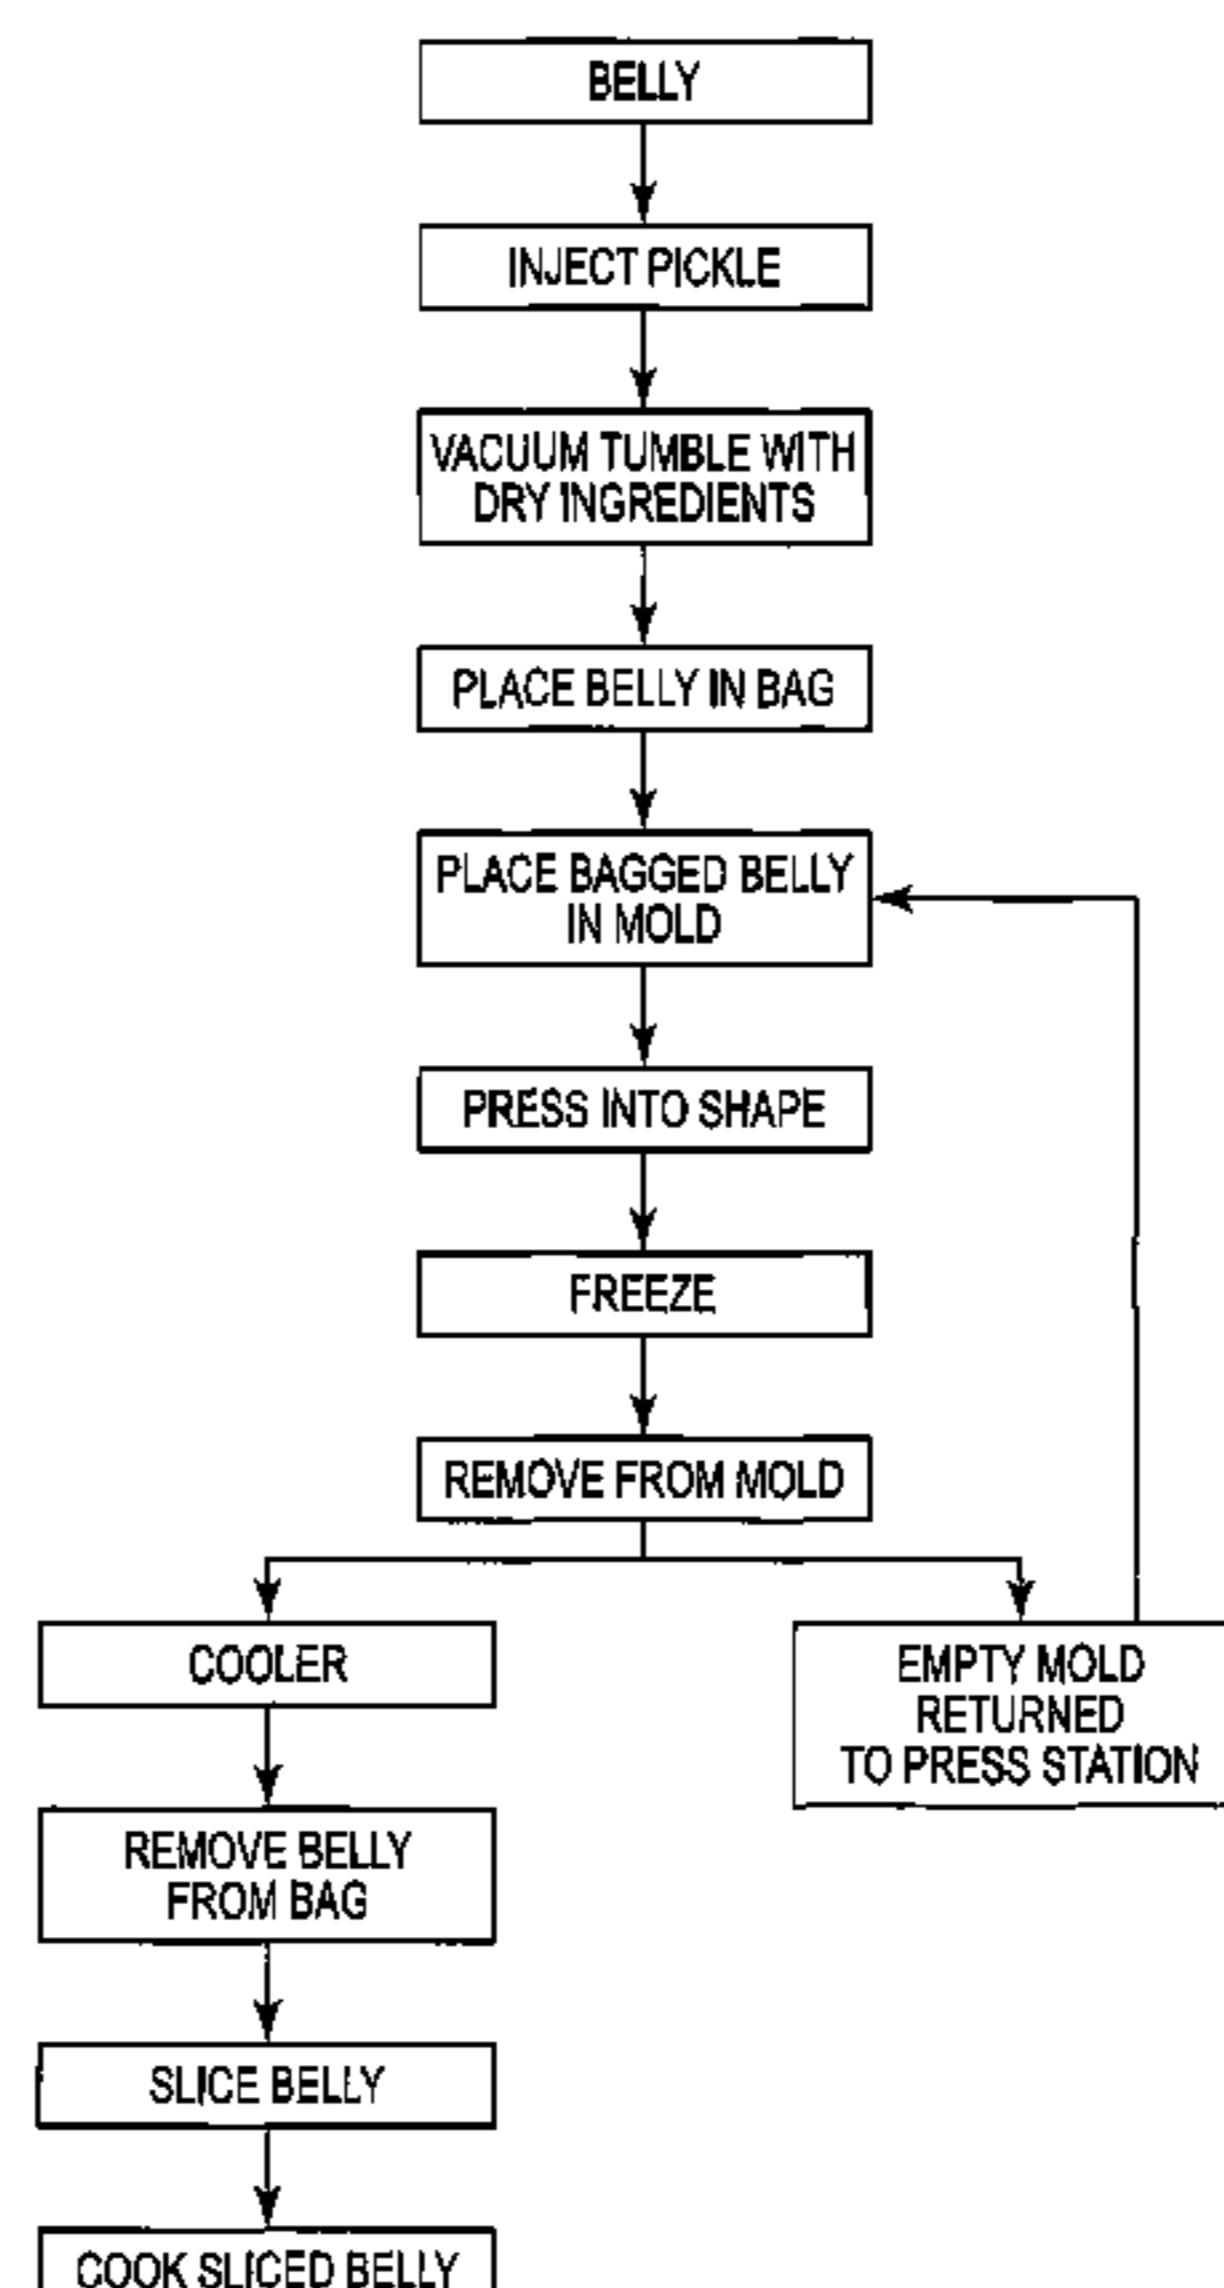 BELLY
INJECT PICKLE
VACUUM TUMBLE WITH
DRY INGREDIENTS
PLACE BELLY IN BAG
PLACE BAGGED BELLY
IN MOLD
PRESS INTO SHAPE
FREEZE
REMOVE FROM MOLD
COOLER
EMPTY MOLD
RETURNED
TO PRESS STATION
REMOVE BELLY
FROM BAG
SLICE BELLY
COOK SLICED BELLY